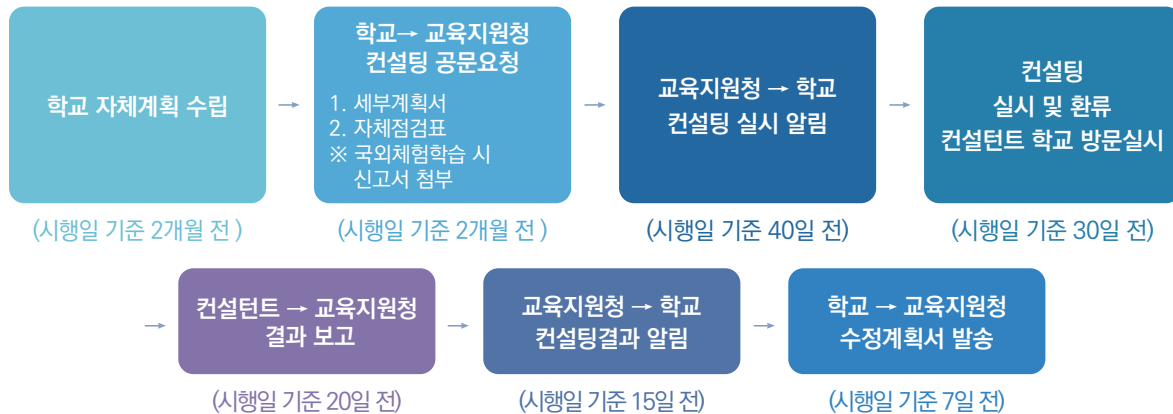 학교 자체계획 수립
→
학교→ 교육지원청
컨설팅 공문요청
1. 세부계획서
2. 자체점검표
※ 국외체험학습 시
신고서 첨부
→
교육지원청 → 학교
컨설팅 실시 알림
→
컨설팅
실시 및 환류
컨설턴트 학교 방문실시
(시행일 기준 2개월 전 )
(시행일 기준 2개월 전 )
(시행일 기준 40일 전)
(시행일 기준 30일 전)
→
컨설턴트 → 교육지원청
결과 보고
→
교육지원청 → 학교
컨설팅결과 알림
→
학교 → 교육지원청
수정계획서 발송
(시행일 기준 20일 전)
(시행일 기준 15일 전)
(시행일 기준 7일 전)